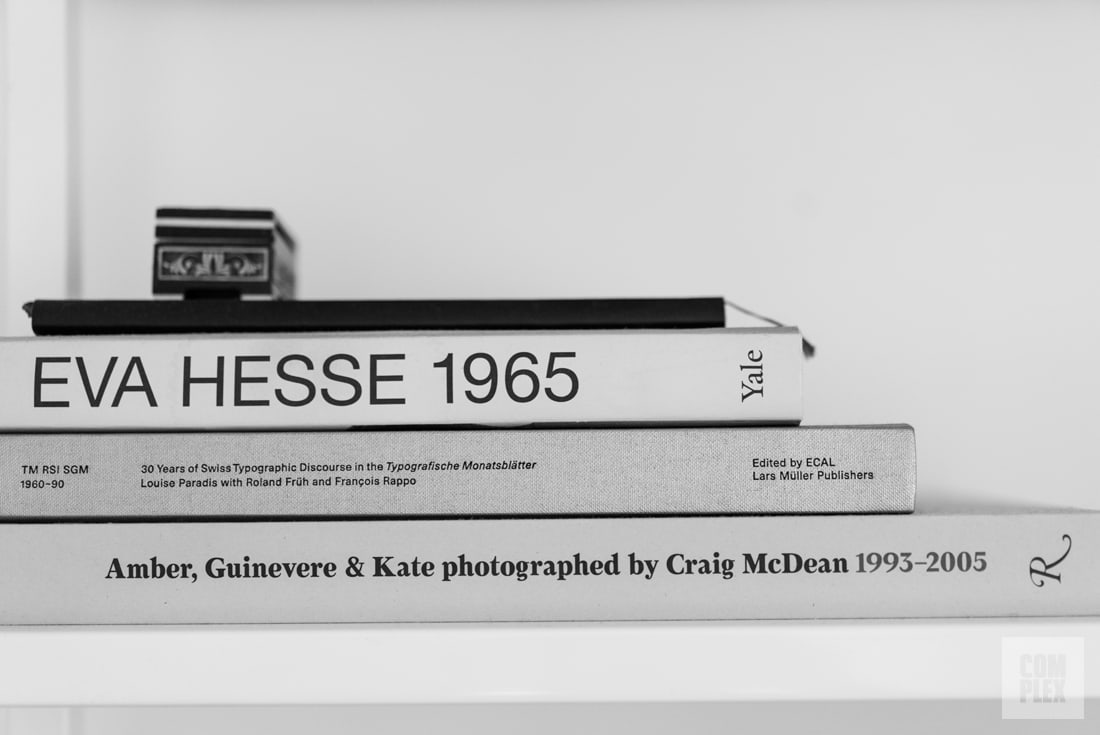 EVA HESSE 1965 Yale
TM RSI SGM
1960–90
30 Years of Swiss Typographic Discourse in the Typografische Monatsblätter
Louise Paradis with Roland Früh and François Rappo
Edited by ECAL
Lars Müller Publishers
Amber, Guinevere & Kate photographed by Craig McDean 1993–2005 R
COM
PLEX